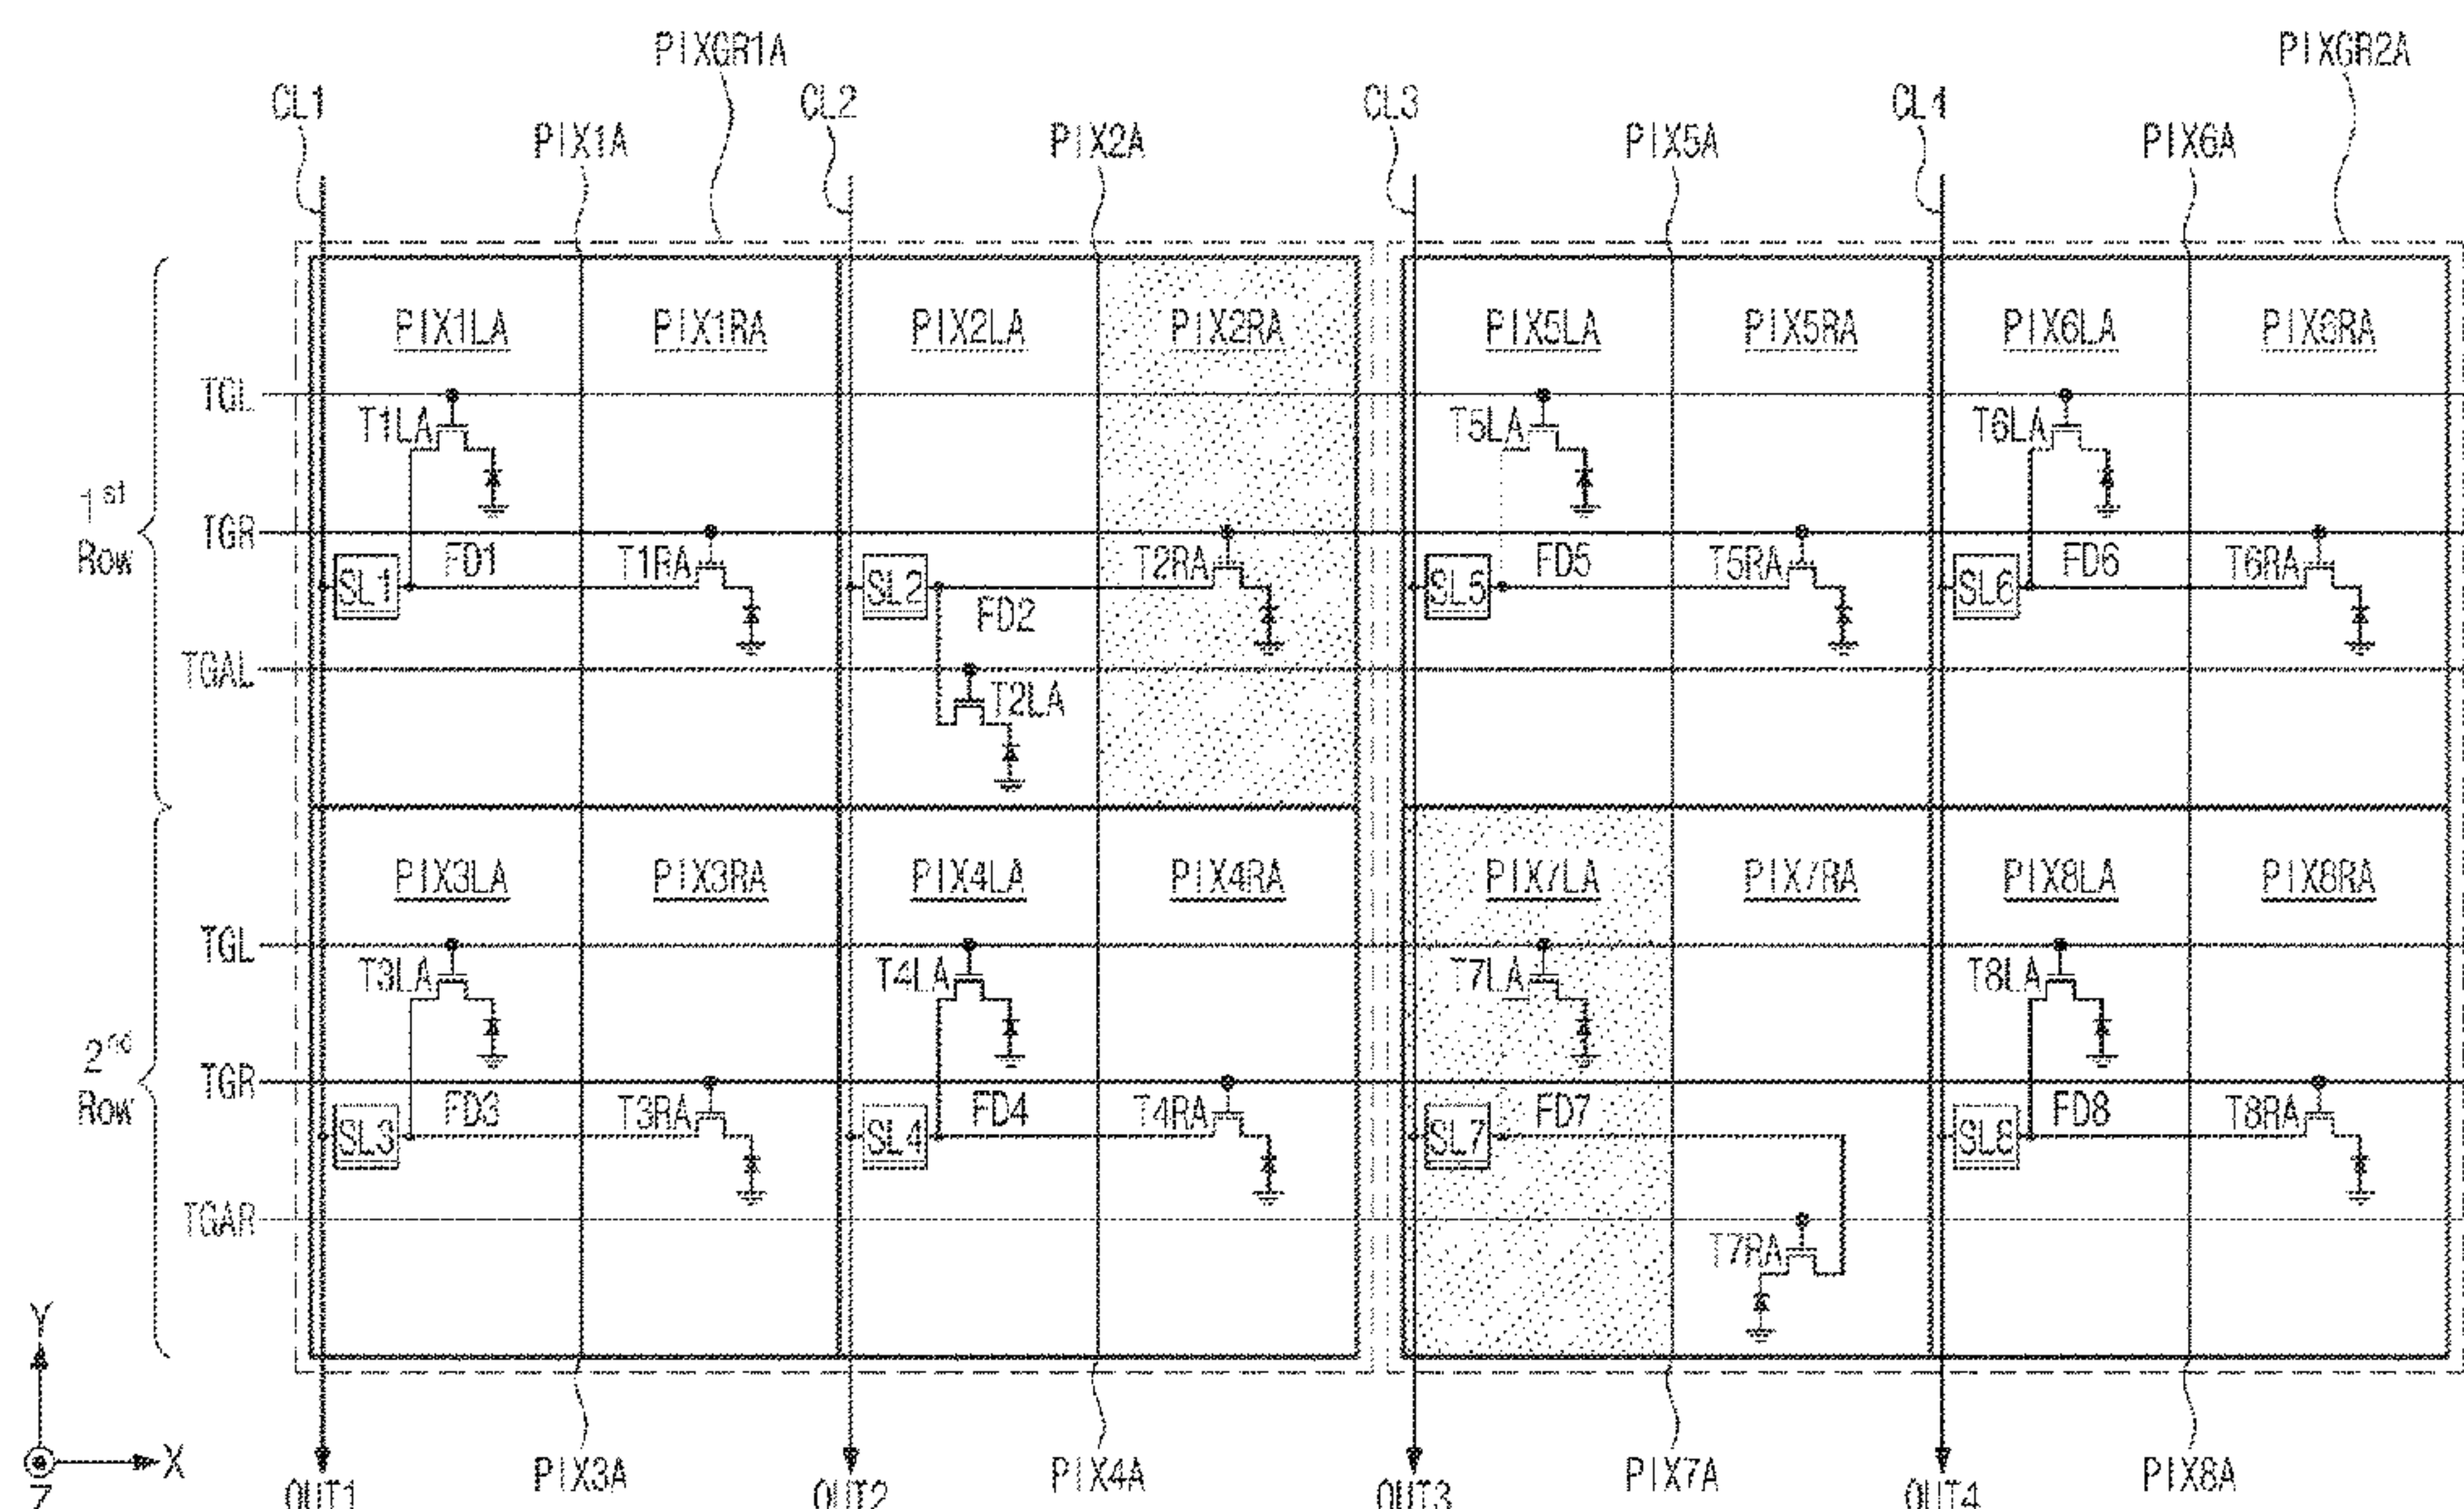 PIXGR1A PIXGR2A
CL1 CL2 CL3 CL4
PIX1A PIX2A PIX5A PIX6A
PIX1LA PIX1RA PIX2LA PIX2RA PIX5LA PIX5RA PIX6LA PIX6RA
TGL
T1LA T5LA T6LA
1st
Row
TGR
SL1 FD1 T1RA SL2 FD2 T2RA SL5 FD5 T5RA SL6 FD6 T6RA
TGAL
T2LA
PIX3LA PIX3RA PIX4LA PIX4RA PIX7LA PIX7RA PIX8LA PIX8RA
TGL
T3LA T4LA T7LA T8LA
2nd
Row
TGR
SL3 FD3 T3RA SL4 FD4 T4RA SL7 FD7 SL8 FD8 T8RA
TGAR
T7RA
Y
X
Z
PIX3A PIX4A PIX7A PIX8A
OUT1 OUT2 OUT3 OUT4